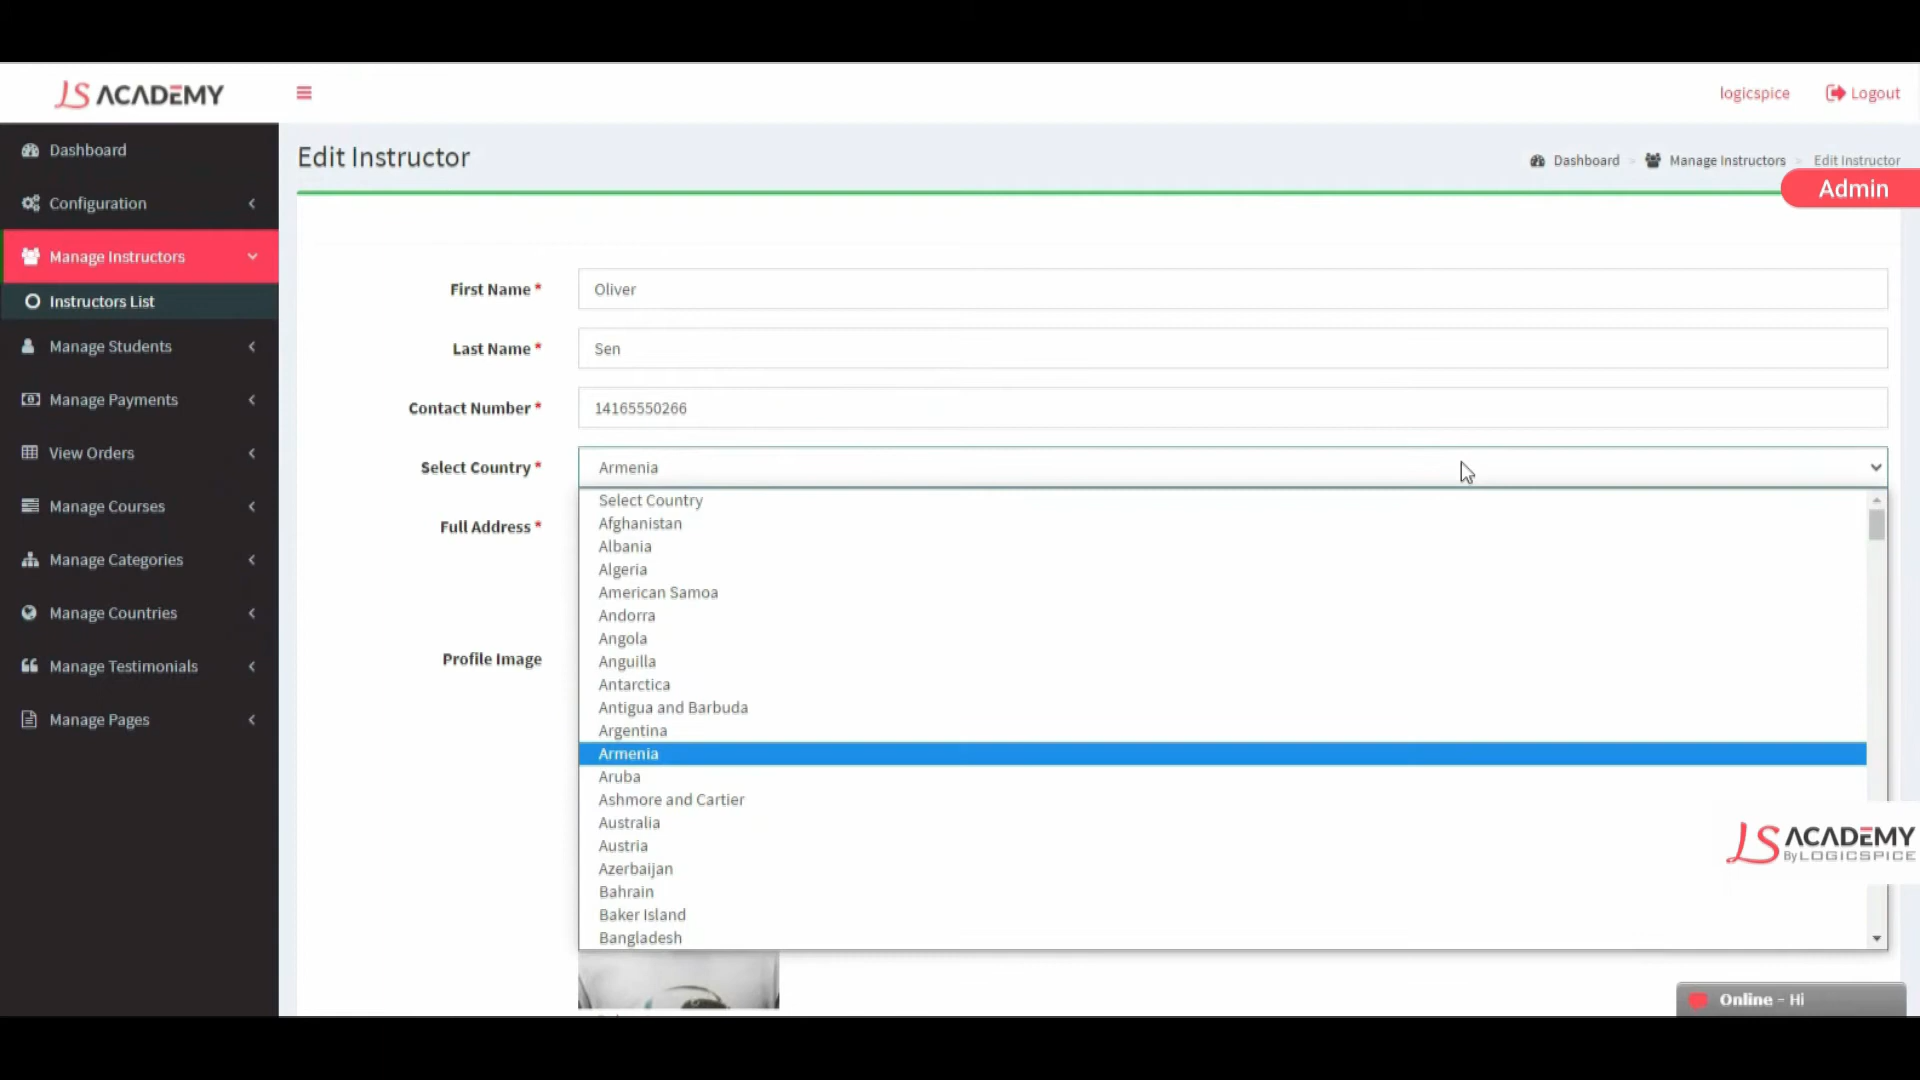 LS ACADEMY
logicspice
Logout
Dashboard
Configuration
Manage Instructors
Instructors List
Manage Students
Manage Payments
View Orders
Manage Courses
Manage Categories
Manage Countries
Manage Testimonials
Manage Pages
Edit Instructor
Dashboard
Manage Instructors
Edit Instructor
Admin
First Name *
Oliver
Last Name *
Sen
Contact Number *
14165550266
Select Country *
Armenia
Select Country
Afghanistan
Albania
Algeria
American Samoa
Andorra
Angola
Anguilla
Antarctica
Antigua and Barbuda
Argentina
Armenia
Aruba
Ashmore and Cartier
Australia
Austria
Azerbaijan
Bahrain
Baker Island
Bangladesh
Full Address *
Profile Image
LS ACADEMY
By LOGICSPICE
Online - Hi